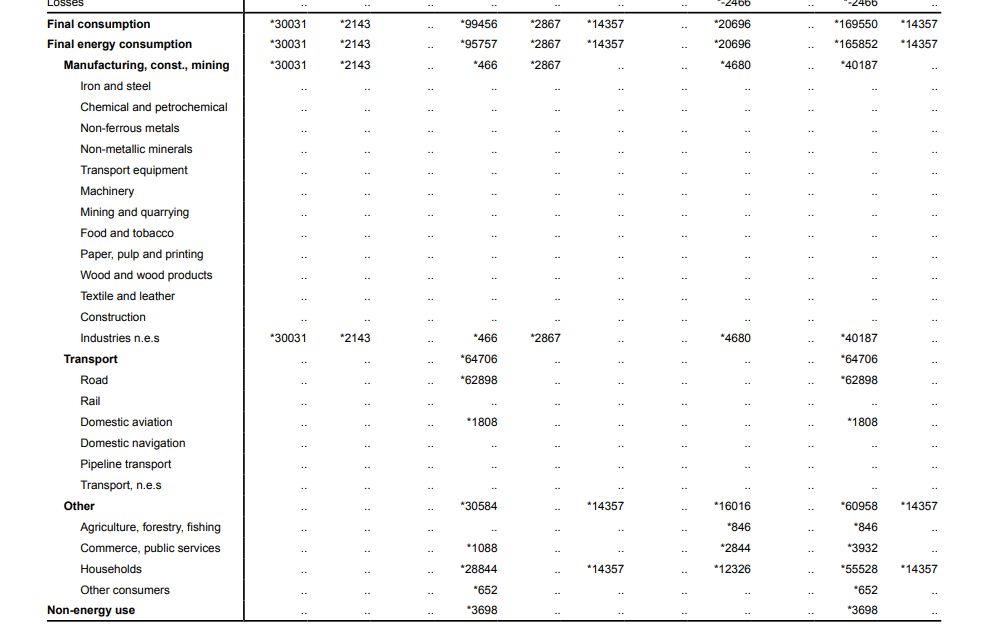 Losses .. .. .. .. .. .. .. *-2466 .. *-2466 ..
Final consumption *30031 *2143 .. *99456 *2867 *14357 .. *20696 .. *169550 *14357
Final energy consumption *30031 *2143 .. *95757 *2867 *14357 .. *20696 .. *165852 *14357
Manufacturing, const., mining *30031 *2143 .. *466 *2867 .. .. *4680 .. *40187 ..
Iron and steel .. .. .. .. .. .. .. .. .. .. ..
Chemical and petrochemical .. .. .. .. .. .. .. .. .. .. ..
Non-ferrous metals .. .. .. .. .. .. .. .. .. .. ..
Non-metallic minerals .. .. .. .. .. .. .. .. .. .. ..
Transport equipment .. .. .. .. .. .. .. .. .. .. ..
Machinery .. .. .. .. .. .. .. .. .. .. ..
Mining and quarrying .. .. .. .. .. .. .. .. .. .. ..
Food and tobacco .. .. .. .. .. .. .. .. .. .. ..
Paper, pulp and printing .. .. .. .. .. .. .. .. .. .. ..
Wood and wood products .. .. .. .. .. .. .. .. .. .. ..
Textile and leather .. .. .. .. .. .. .. .. .. .. ..
Construction .. .. .. .. .. .. .. .. .. .. ..
Industries n.e.s *30031 *2143 .. *466 *2867 .. .. *4680 .. *40187 ..
Transport .. .. .. *64706 .. .. .. .. .. *64706 ..
Road .. .. .. *62898 .. .. .. .. .. *62898 ..
Rail .. .. .. .. .. .. .. .. .. .. ..
Domestic aviation .. .. .. *1808 .. .. .. .. .. *1808 ..
Domestic navigation .. .. .. .. .. .. .. .. .. .. ..
Pipeline transport .. .. .. .. .. .. .. .. .. .. ..
Transport, n.e.s .. .. .. .. .. .. .. .. .. .. ..
Other .. .. .. *30584 .. *14357 .. *16016 .. *60958 *14357
Agriculture, forestry, fishing .. .. .. .. .. .. .. *846 .. *846 ..
Commerce, public services .. .. .. *1088 .. .. .. *2844 .. *3932 ..
Households .. .. .. *28844 .. *14357 .. *12326 .. *55528 *14357
Other consumers .. .. .. *652 .. .. .. .. .. *652 ..
Non-energy use .. .. .. *3698 .. .. .. .. .. *3698 ..